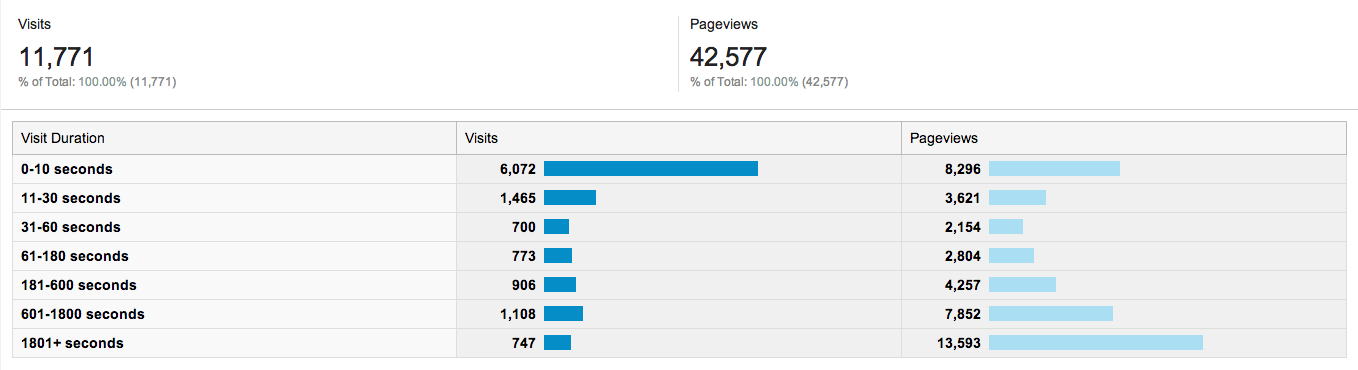 Visits Pageviews
11,771 42,577
% of Total: 100.00% (11,771) % of Total: 100.00% (42,577)
Visit Duration Visits Pageviews
0-10 seconds 6,072 8,296
11-30 seconds 1,465 3,621
31-60 seconds 700 2,154
61-180 seconds 773 2,804
181-600 seconds 906 4,257
601-1800 seconds 1,108 7,852
1801+ seconds 747 13,593